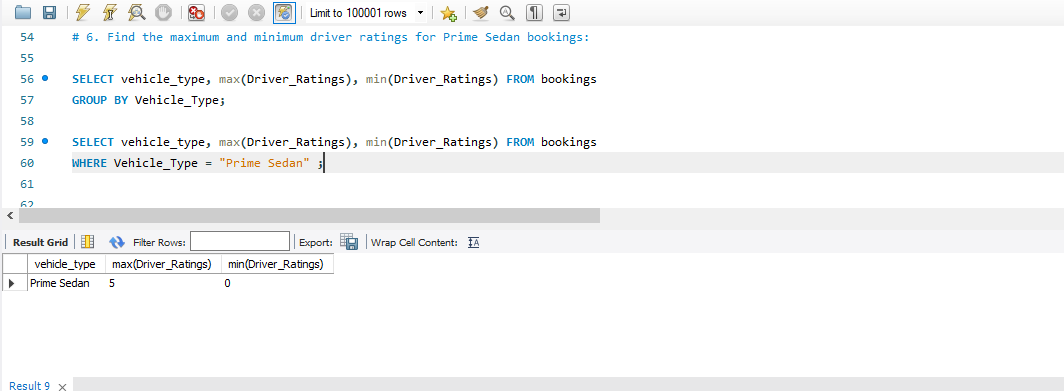 Limit to 100001 rows
54 # 6. Find the maximum and minimum driver ratings for Prime Sedan bookings:
55
56 SELECT vehicle_type, max(Driver_Ratings), min(Driver_Ratings) FROM bookings
57 GROUP BY Vehicle_Type;
58
59 SELECT vehicle_type, max(Driver_Ratings), min(Driver_Ratings) FROM bookings
60 WHERE Vehicle_Type = "Prime Sedan" ;
61
62
Result Grid Filter Rows: Export: Wrap Cell Content:
vehicle_type max(Driver_Ratings) min(Driver_Ratings)
Prime Sedan 5 0
Result 9